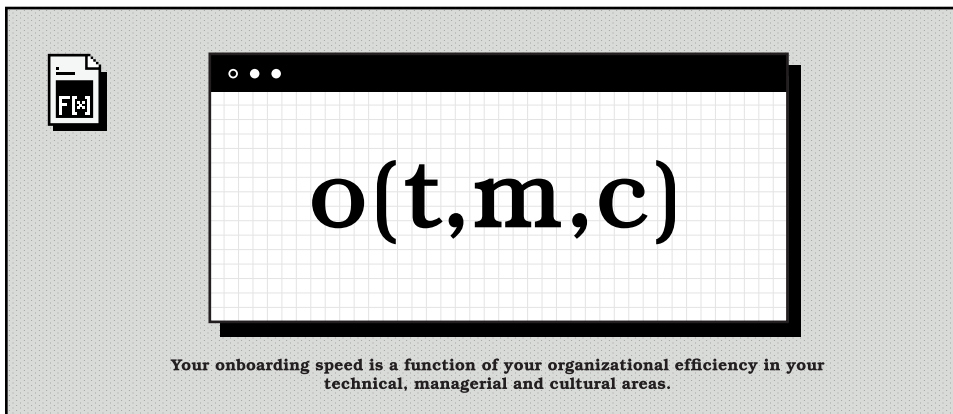 F[x]
o(t,m,c)
Your onboarding speed is a function of your organizational efficiency in your
technical, managerial and cultural areas.